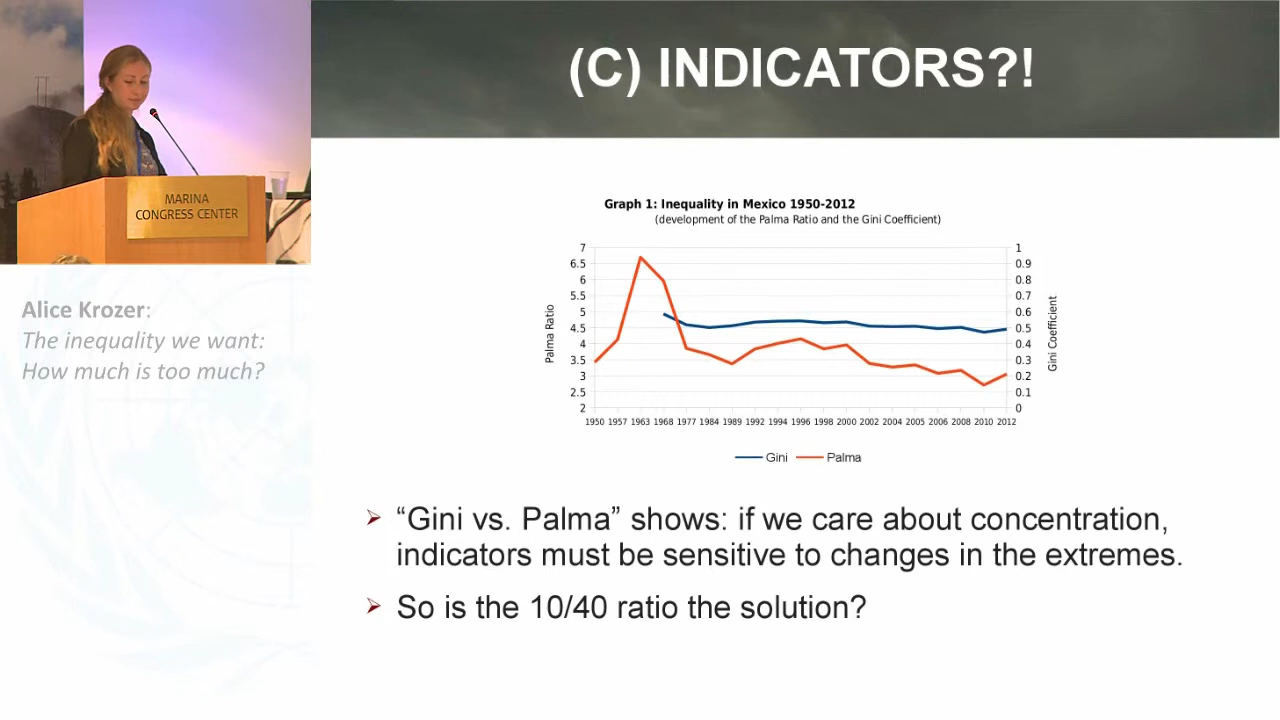 (C) INDICATORS?!
MARINA
CONGRESS CENTER
Alice Krozer:
The inequality we want:
How much is too much?
Graph 1: Inequality in Mexico 1950-2012
(development of the Palma Ratio and the Gini Coefficient)
Palma Ratio
7
6.5
6
5.5
5
4.5
4
3.5
3
2.5
2
1
0.9
0.8
0.7
0.6
0.5
0.4
0.3
0.2
0.1
0
Gini Coefficient
1950 1957 1963 1968 1977 1984 1989 1992 1994 1996 1998 2000 2002 2004 2005 2006 2008 2010 2012
Gini Palma
“Gini vs. Palma” shows: if we care about concentration,
indicators must be sensitive to changes in the extremes.
So is the 10/40 ratio the solution?